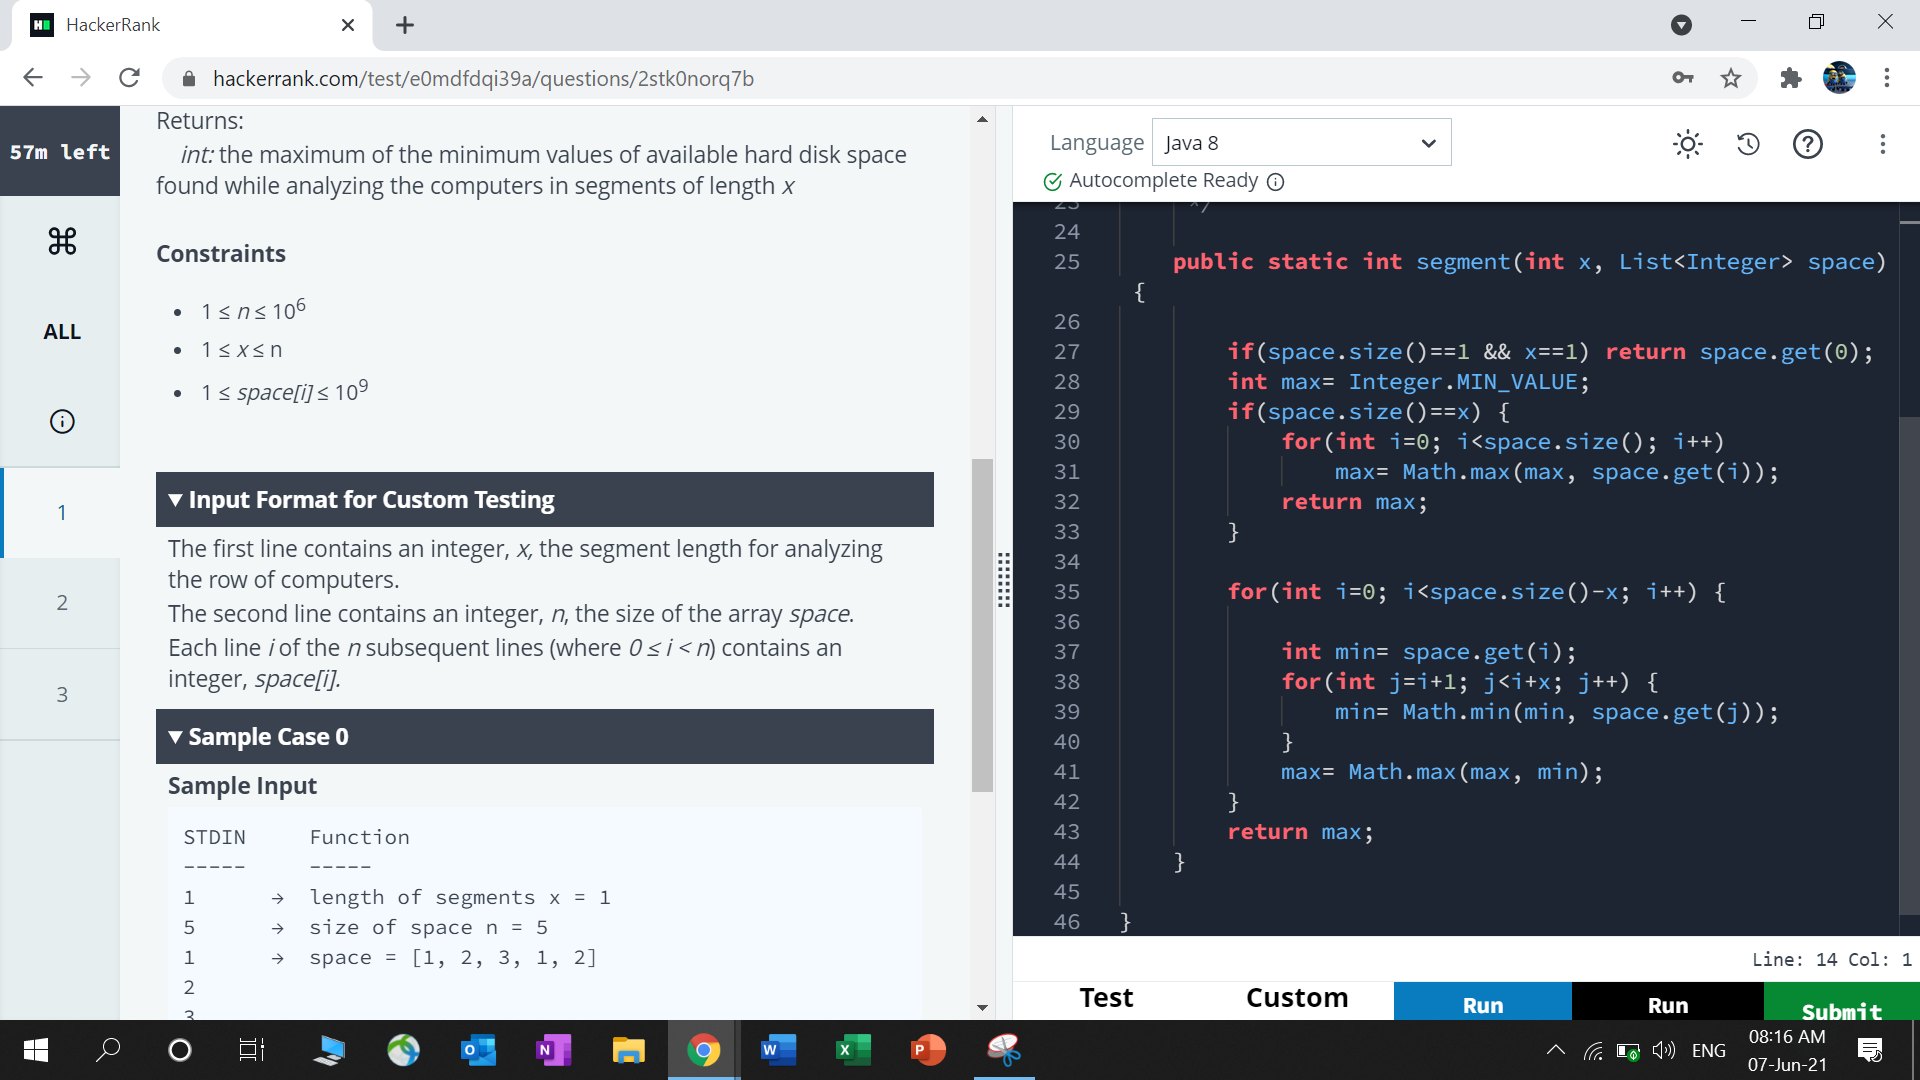 HackerRank
hackerrank.com/test/e0mdfdqi39a/questions/2stk0norq7b
57m left
ALL
1
2
3
Returns:
int: the maximum of the minimum values of available hard disk space
found while analyzing the computers in segments of length x
Constraints
• 1 ≤ n ≤ 10⁶
• 1 ≤ x ≤ n
• 1 ≤ space[i] ≤ 10⁹
▼ Input Format for Custom Testing
The first line contains an integer, x, the segment length for analyzing
the row of computers.
The second line contains an integer, n, the size of the array space.
Each line i of the n subsequent lines (where 0 ≤ i < n) contains an
integer, space[i].
▼ Sample Case 0
Sample Input
STDIN Function
----- -----
1 → length of segments x = 1
5 → size of space n = 5
1 → space = [1, 2, 3, 1, 2]
2
3
Language Java 8
Autocomplete Ready
23 */
24
25 public static int segment(int x, List<Integer> space)
{
26
27 if(space.size()==1 && x==1) return space.get(0);
28 int max= Integer.MIN_VALUE;
29 if(space.size()==x) {
30 for(int i=0; i<space.size(); i++)
31 max= Math.max(max, space.get(i));
32 return max;
33 }
34
35 for(int i=0; i<space.size()-x; i++) {
36
37 int min= space.get(i);
38 for(int j=i+1; j<i+x; j++) {
39 min= Math.min(min, space.get(j));
40 }
41 max= Math.max(max, min);
42 }
43 return max;
44 }
45
46 }
Line: 14 Col: 1
Test Custom Run Run Submit
ENG
08:16 AM
07-Jun-21